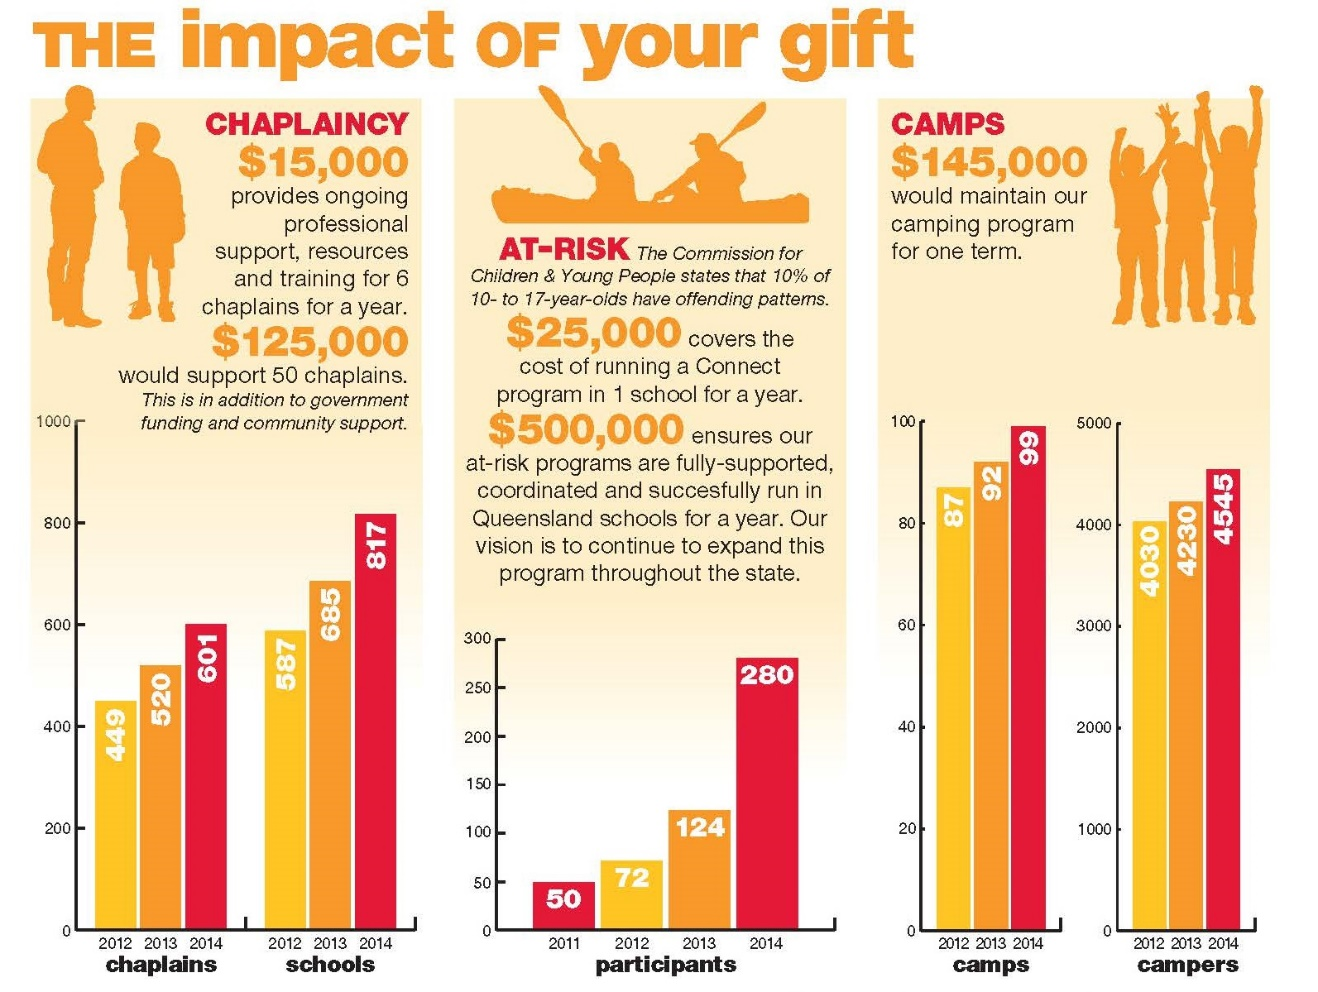 THE impact OF your gift
CHAPLAINCY
$15,000
provides ongoing
professional
support, resources
and training for 6
chaplains for a year.
$125,000
would support 50 chaplains.
This is in addition to government
funding and community support.
1000
800
600
400
200
0
449
520
601
587
685
817
2012 2013 2014
2012 2013 2014
chaplains
schools
AT-RISK The Commission for
Children & Young People states that 10% of
10- to 17-year-olds have offending patterns.
$25,000 covers the
cost of running a Connect
program in 1 school for a year.
$500,000 ensures our
at-risk programs are fully-supported,
coordinated and succesfully run in
Queensland schools for a year. Our
vision is to continue to expand this
program throughout the state.
300
250
200
150
100
50
0
50
72
124
280
2011 2012 2013 2014
participants
CAMPS
$145,000
would maintain our
camping program
for one term.
100
80
60
40
20
0
87
92
99
2012 2013 2014
camps
5000
4000
3000
2000
1000
0
4030
4230
4545
2012 2013 2014
campers